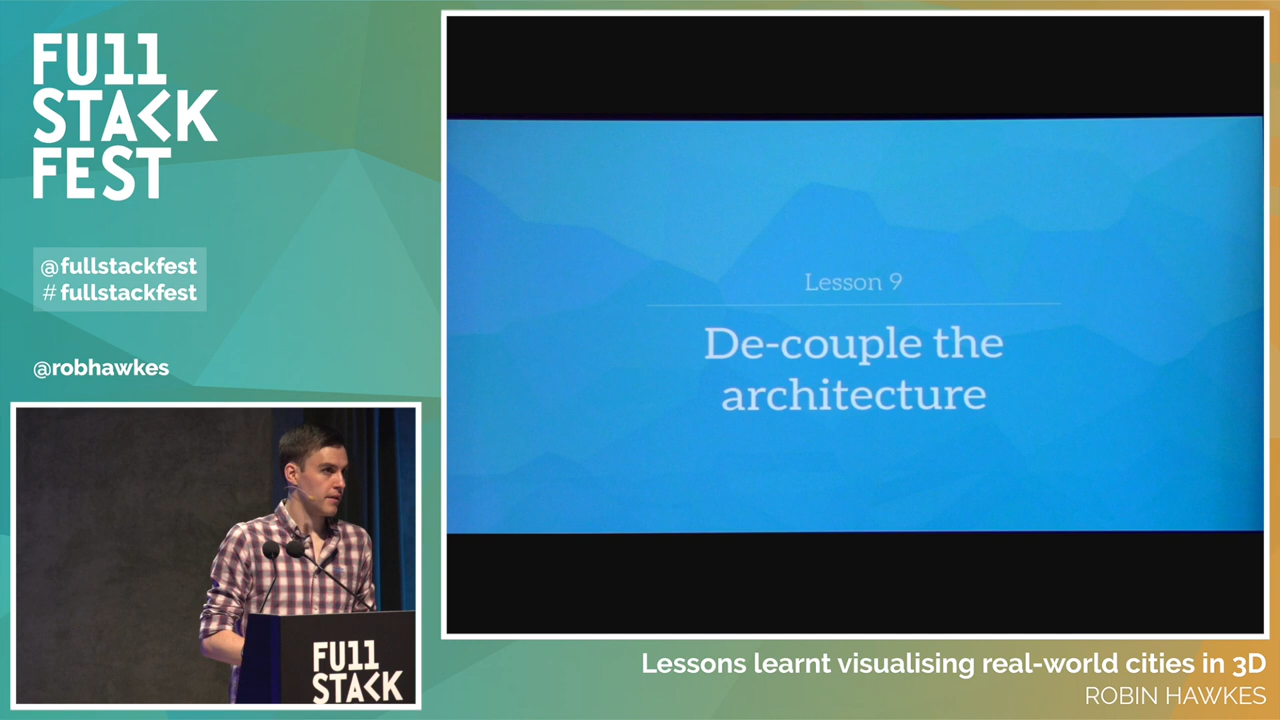 FU11
STACK
FEST
@fullstackfest
# fullstackfest
@robhawkes
FU11
STACK
Lesson 9
De-couple the
architecture
Lessons learnt visualising real-world cities in 3D
ROBIN HAWKES